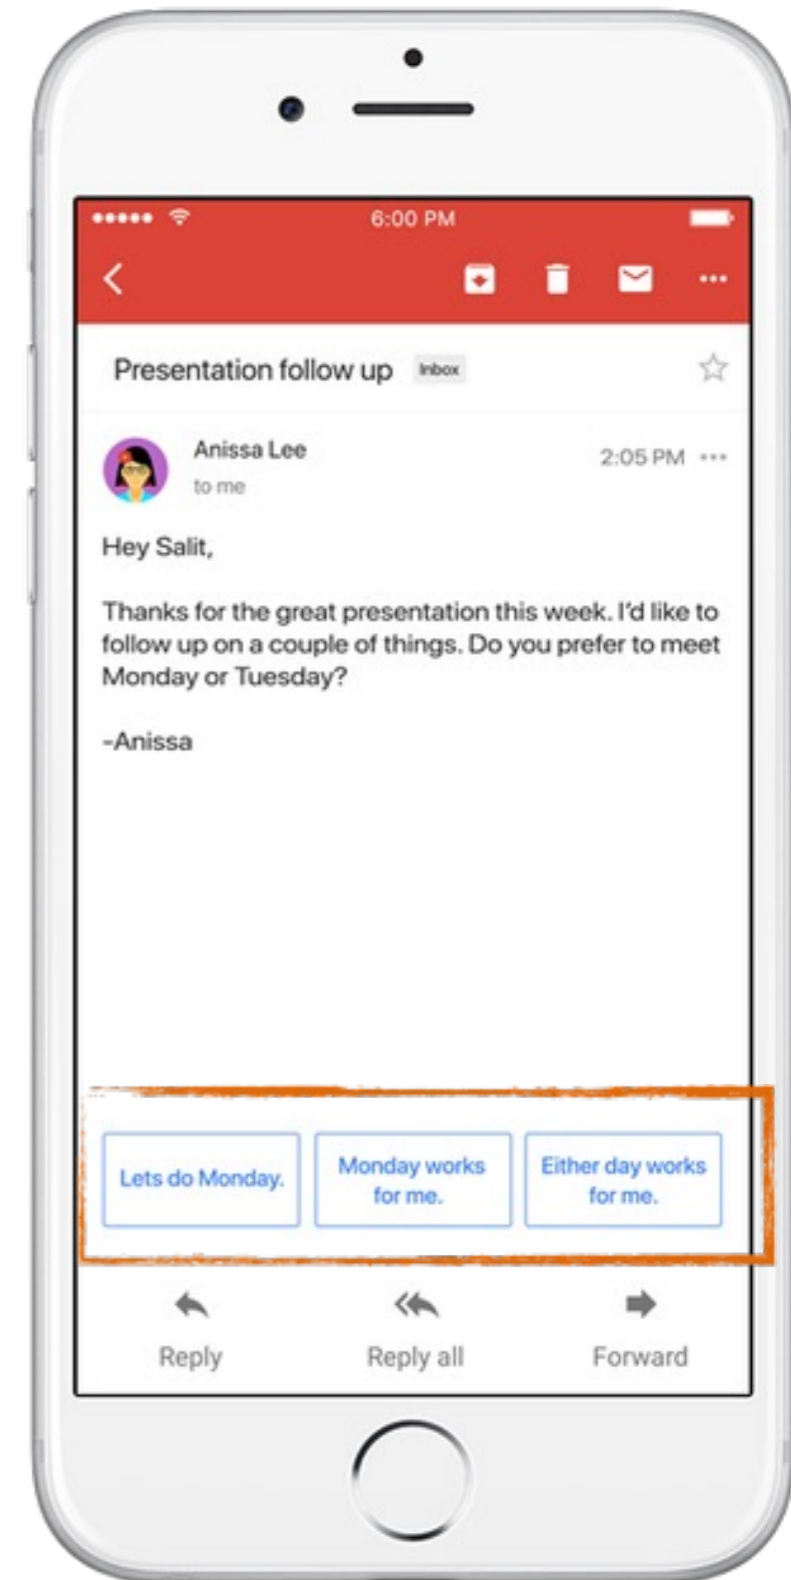 6:00 PM
Presentation follow up Inbox
Anissa Lee 2:05 PM
to me
Hey Salit,
Thanks for the great presentation this week. I'd like to
follow up on a couple of things. Do you prefer to meet
Monday or Tuesday?
-Anissa
Lets do Monday.
Monday works
for me.
Either day works
for me.
Reply Reply all Forward